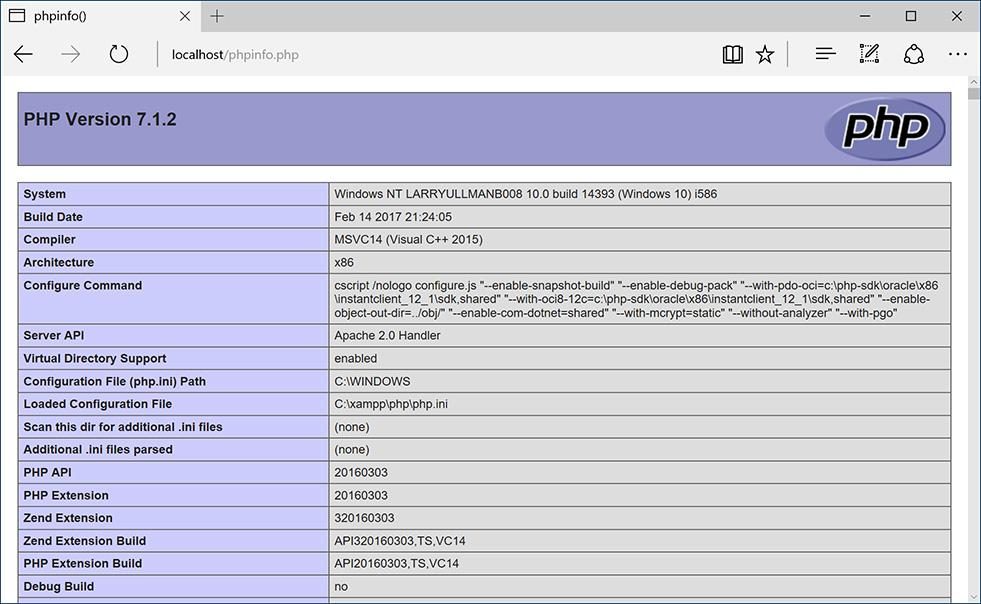 phpinfo()
localhost/phpinfo.php
PHP Version 7.1.2
php
System Windows NT LARRYULLMANB008 10.0 build 14393 (Windows 10) i586
Build Date Feb 14 2017 21:24:05
Compiler MSVC14 (Visual C++ 2015)
Architecture x86
Configure Command cscript /nologo configure.js "--enable-snapshot-build" "--enable-debug-pack" "--with-pdo-oci=c:\php-sdk\oracle\x86
\instantclient_12_1\sdk,shared" "--with-oci8-12c=c:\php-sdk\oracle\x86\instantclient_12_1\sdk,shared" "--enable-
object-out-dir=../obj/" "--enable-com-dotnet=shared" "--with-mcrypt=static" "--without-analyzer" "--with-pgo"
Server API Apache 2.0 Handler
Virtual Directory Support enabled
Configuration File (php.ini) Path C:\WINDOWS
Loaded Configuration File C:\xampp\php\php.ini
Scan this dir for additional .ini files (none)
Additional .ini files parsed (none)
PHP API 20160303
PHP Extension 20160303
Zend Extension 320160303
Zend Extension Build API320160303,TS,VC14
PHP Extension Build API20160303,TS,VC14
Debug Build no